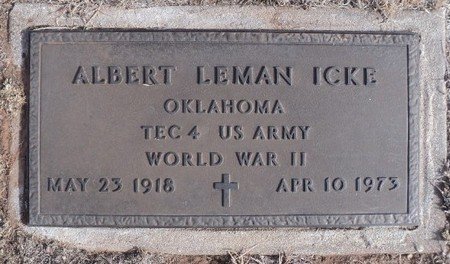 ALBERT LEMAN ICKE
OKLAHOMA
TEC 4 US ARMY
WORLD WAR II
MAY 23 1918 APR 10 1973